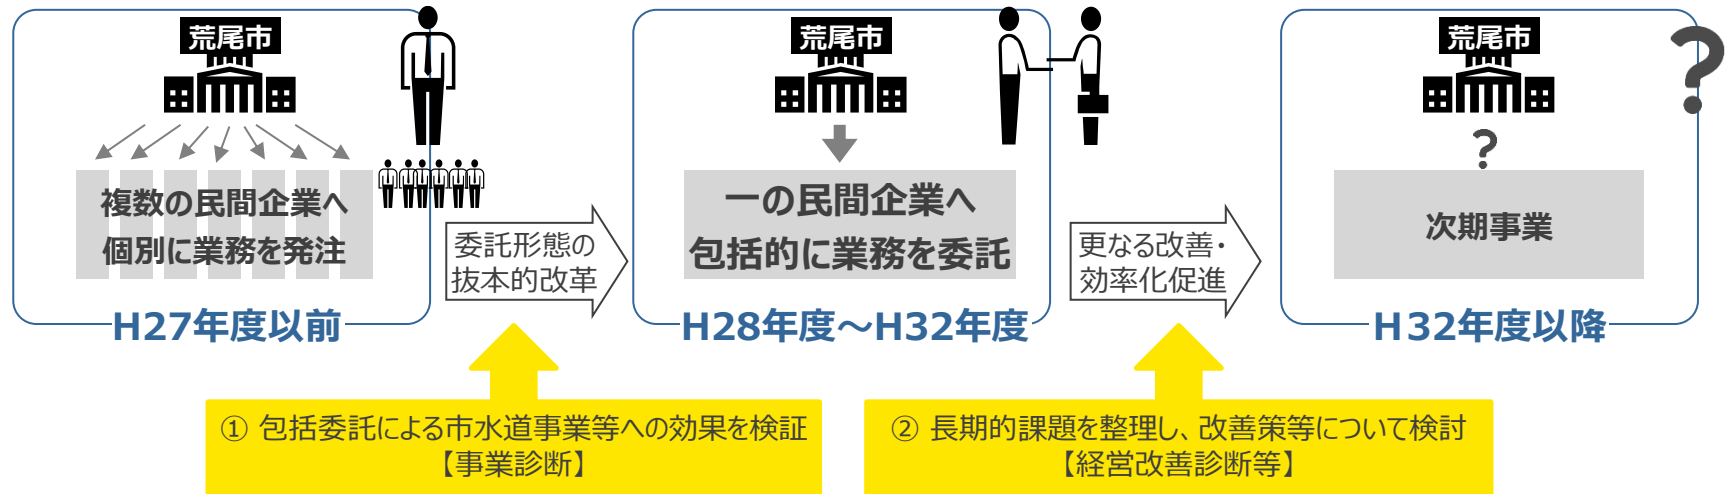 荒尾市
複数の民間企業へ
個別に業務を発注
H27年度以前
委託形態の
抜本的改革
荒尾市
一の民間企業へ
包括的に業務を委託
H28年度～H32年度
更なる改善・
効率化促進
荒尾市
?
?
次期事業
H32年度以降
① 包括委託による市水道事業等への効果を検証
【事業診断】
② 長期的課題を整理し、改善策等について検討
【経営改善診断等】